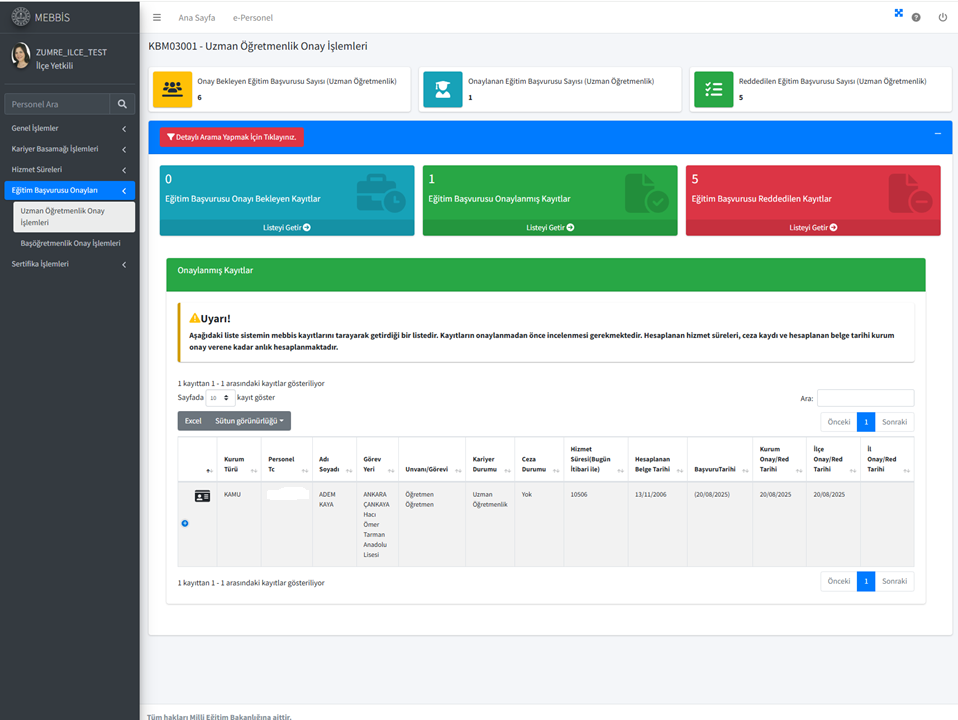 MEBBİS
Ana Sayfa
e-Personel
ZUMRE_ILCE_TEST
İlçe Yetkili
Personel Ara
Genel İşlemler
Kariyer Basamağı İşlemleri
Hizmet Süreleri
Eğitim Başvurusu Onayları
Uzman Öğretmenlik Onay
İşlemleri
Başöğretmenlik Onay İşlemleri
Sertifika İşlemleri
KBM03001 - Uzman Öğretmenlik Onay İşlemleri
Onay Bekleyen Eğitim Başvurusu Sayısı (Uzman Öğretmenlik)
6
Onaylanan Eğitim Başvurusu Sayısı (Uzman Öğretmenlik)
1
Reddedilen Eğitim Başvurusu Sayısı (Uzman Öğretmenlik)
5
Detaylı Arama Yapmak İçin Tıklayınız.
0
Eğitim Başvurusu Onayı Bekleyen Kayıtlar
Listeyi Getir
1
Eğitim Başvurusu Onaylanmış Kayıtlar
Listeyi Getir
5
Eğitim Başvurusu Reddedilen Kayıtlar
Listeyi Getir
Onaylanmış Kayıtlar
Uyarı!
Aşağıdaki liste sistemin mebbis kayıtlarını tarayarak getirdiği bir listedir. Kayıtların onaylanmadan önce incelenmesi gerekmektedir. Hesaplanan hizmet süreleri, ceza kaydı ve hesaplanan belge tarihi kurum
onay verene kadar anlık hesaplanmaktadır.
1 kayıttan 1 - 1 arasındaki kayıtlar gösteriliyor
Sayfada 10 kayıt göster
Ara:
Excel
Sütun görünürlüğü
Önceki 1 Sonraki
Kurum
Türü
Personel
Tc
Adı
Soyadı
Görev
Yeri
Unvanı/Görevi
Kariyer
Durumu
Ceza
Durumu
Hizmet
Süresi(Bugün
İtibari ile)
Hesaplanan
Belge Tarihi
BaşvuruTarihi
Kurum
Onay/Red
Tarihi
İlçe
Onay/Red
Tarihi
İl
Onay/Red
Tarihi
KAMU
ADEM
KAYA
ANKARA
ÇANKAYA
Hacı
Ömer
Tarman
Anadolu
Lisesi
Öğretmen
Öğretmen
Uzman
Öğretmenlik
Yok
10506
13/11/2006
(20/08/2025)
20/08/2025
20/08/2025
1 kayıttan 1 - 1 arasındaki kayıtlar gösteriliyor
Önceki 1 Sonraki
Tüm hakları Milli Eğitim Bakanlığına aittir.